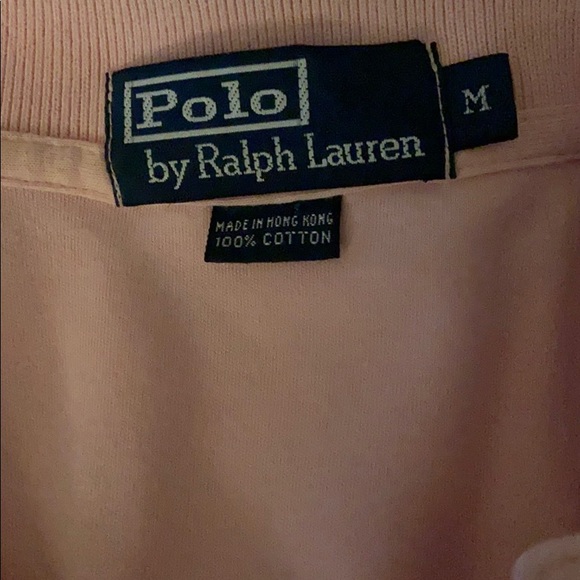 Polo
by Ralph Lauren
M
MADE IN HONG KONG
100% COTTON